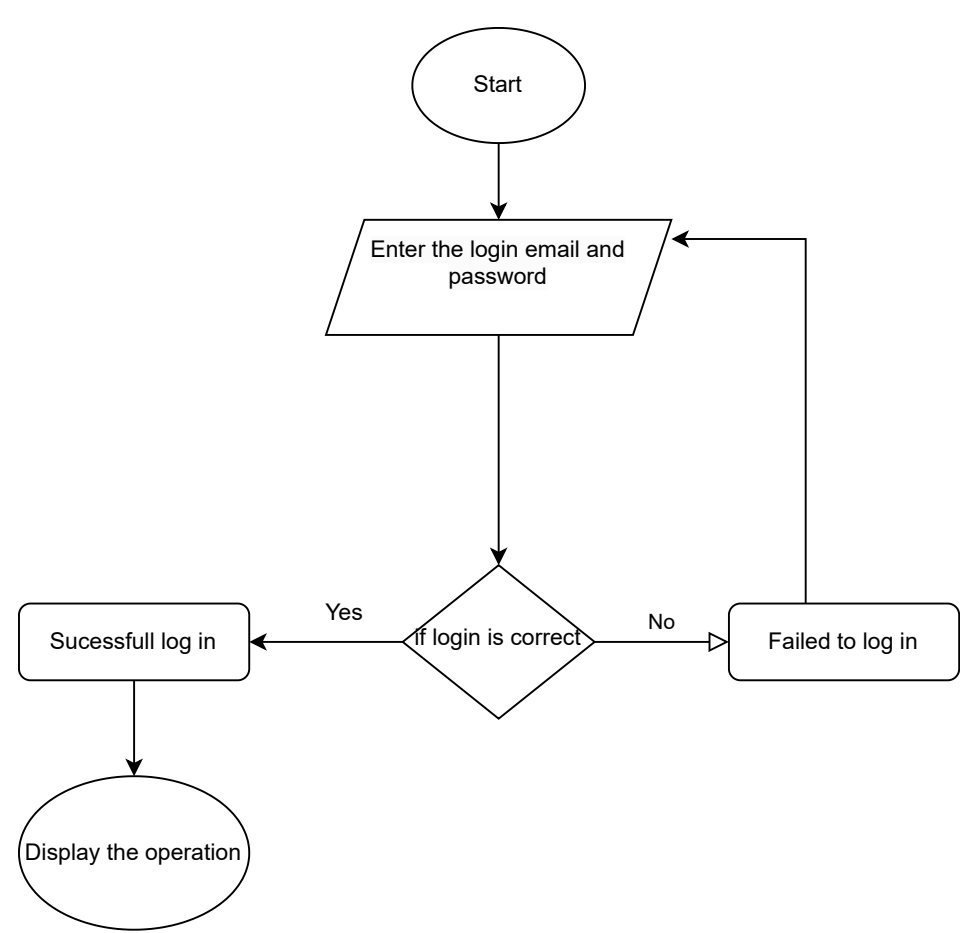 Start
Enter the login email and
password
Yes
if login is correct
No
Sucessfull log in
Failed to log in
Display the operation